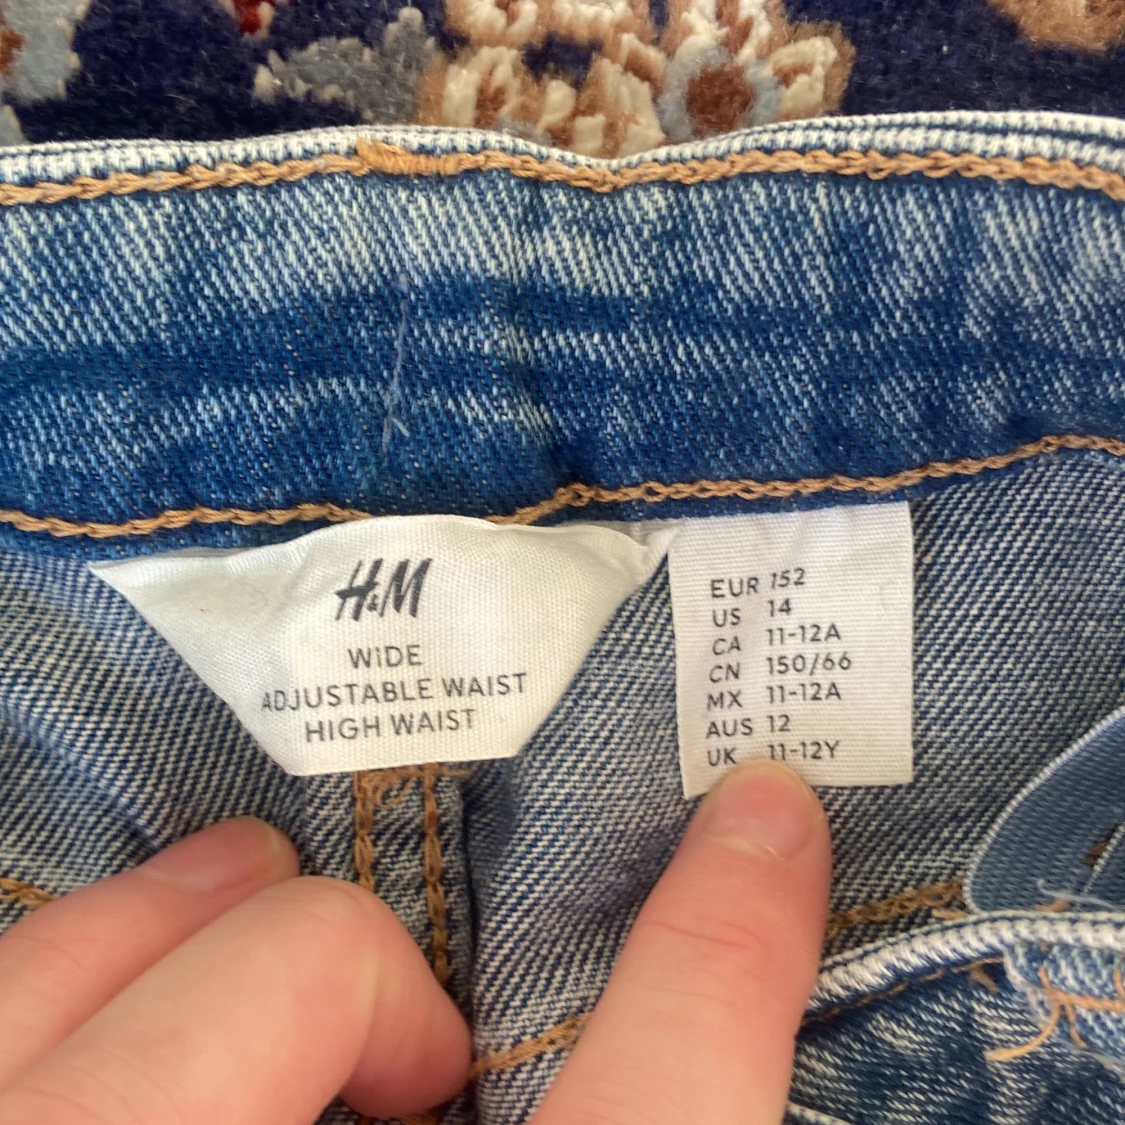 H&M
WIDE
ADJUSTABLE WAIST
HIGH WAIST
EUR 152
US 14
CA 11-12A
CN 150/66
MX 11-12A
AUS 12
UK 11-12Y